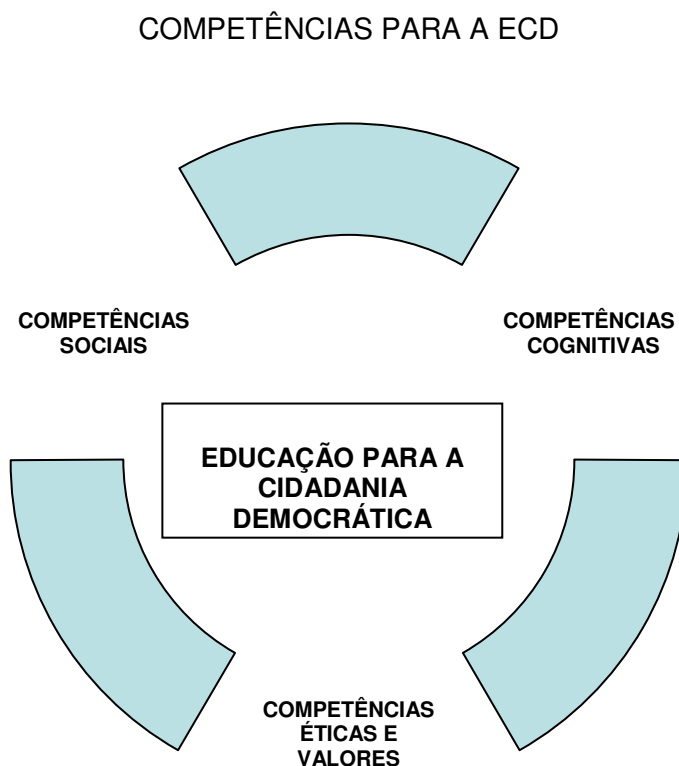 COMPETÊNCIAS PARA A ECD
COMPETÊNCIAS
SOCIAIS
COMPETÊNCIAS
COGNITIVAS
EDUCAÇÃO PARA A
CIDADANIA
DEMOCRÁTICA
COMPETÊNCIAS
ÉTICAS E
VALORES